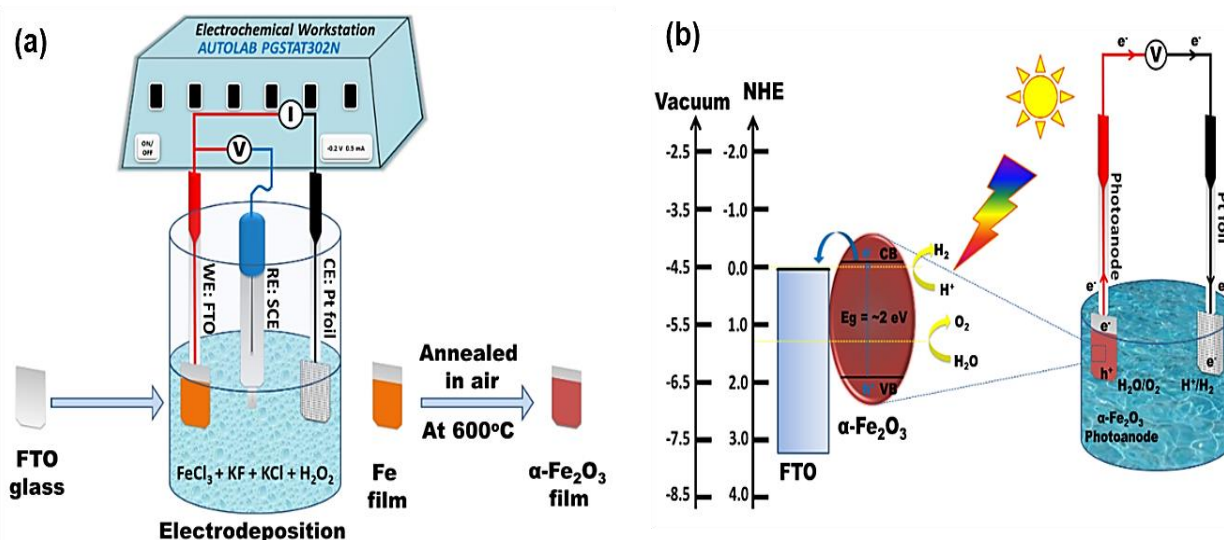 (a)
Electrochemical Workstation
AUTOLAB PGSTAT302N
I
V
ON/
OFF
-0.2 V 0.5 mA
WE: FTO
RE: SCE
CE: Pt foil
FTO
glass
FeCl₃ + KF + KCl + H₂O₂
Electrodeposition
Fe
film
Annealed
in air
At 600ºC
α-Fe₂O₃
film
(b)
Vacuum
NHE
-2.5
-3.5
-4.5
-5.5
-6.5
-7.5
-8.5
-2.0
-1.0
0.0
1.0
2.0
3.0
4.0
FTO
CB
Eg = ~2 eV
VB
α-Fe₂O₃
H₂
H⁺
O₂
H₂O
e⁻
V
e⁻
Photoanode
Pt foil
e⁻
e⁻
e⁻
h⁺
e⁻
H₂O/O₂
H⁺/H₂
α-Fe₂O₃
Photoanode